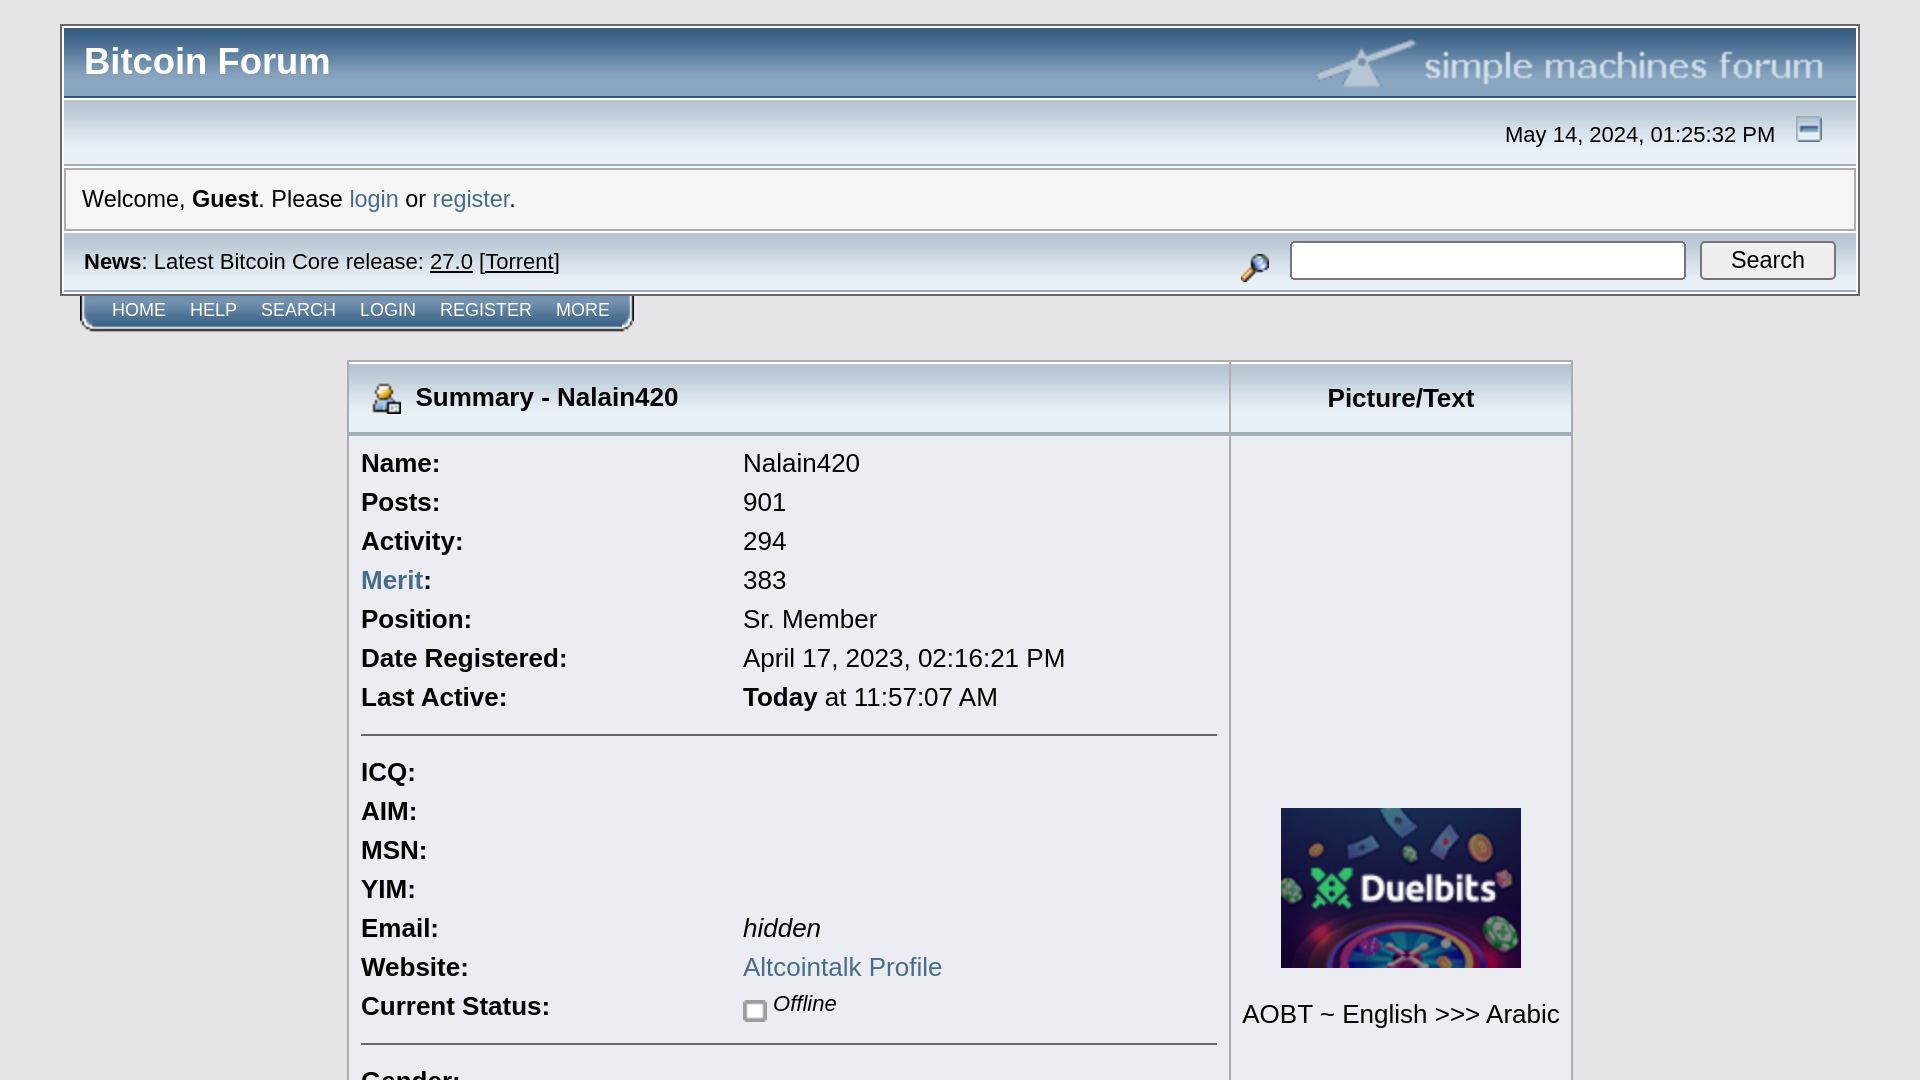 Bitcoin Forum
simple machines forum
May 14, 2024, 01:25:32 PM
Welcome, Guest. Please login or register.
News: Latest Bitcoin Core release: 27.0 [Torrent]
Search
HOME HELP SEARCH LOGIN REGISTER MORE
Summary - Nalain420
Picture/Text
Name: Nalain420
Posts: 901
Activity: 294
Merit: 383
Position: Sr. Member
Date Registered: April 17, 2023, 02:16:21 PM
Last Active: Today at 11:57:07 AM
ICQ:
AIM:
MSN:
YIM:
Email: hidden
Website: Altcointalk Profile
Current Status: Offline
Duelbits
AOBT ~ English >>> Arabic
Gender: